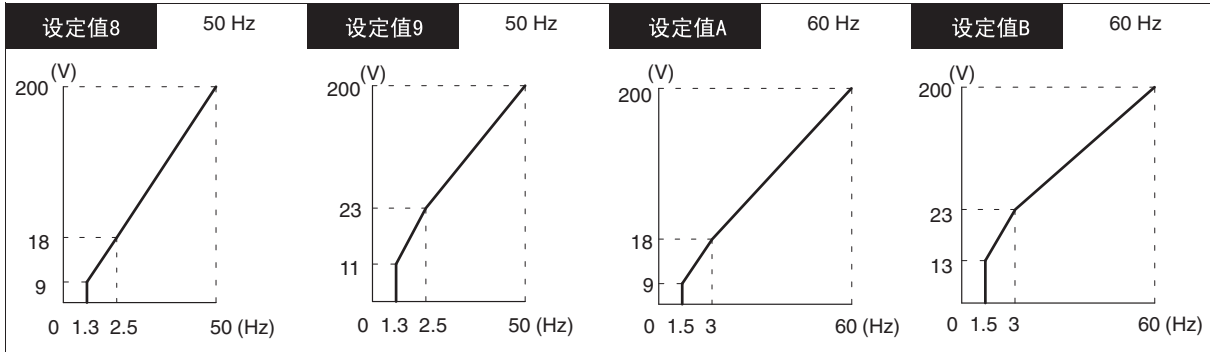 设定值8 50 Hz 设定值9 50 Hz 设定值A 60 Hz 设定值B 60 Hz
(V) (V) (V) (V)
200 200 200 200
18 23 18 23
9 11 9 13
0 1.3 2.5 50 (Hz) 0 1.3 2.5 50 (Hz) 0 1.5 3 60 (Hz) 0 1.5 3 60 (Hz)